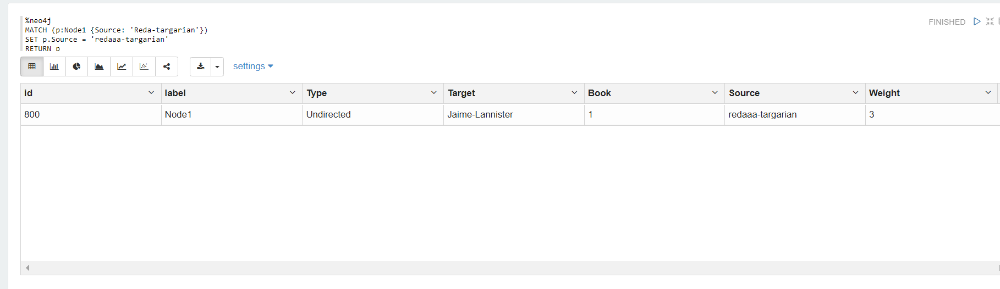 %neo4j
MATCH (p:Node1 {Source: 'Reda-targarian'})
SET p.Source = 'redaaa-targarian'
RETURN p
FINISHED
settings
id label Type Target Book Source Weight
800 Node1 Undirected Jaime-Lannister 1 redaaa-targarian 3